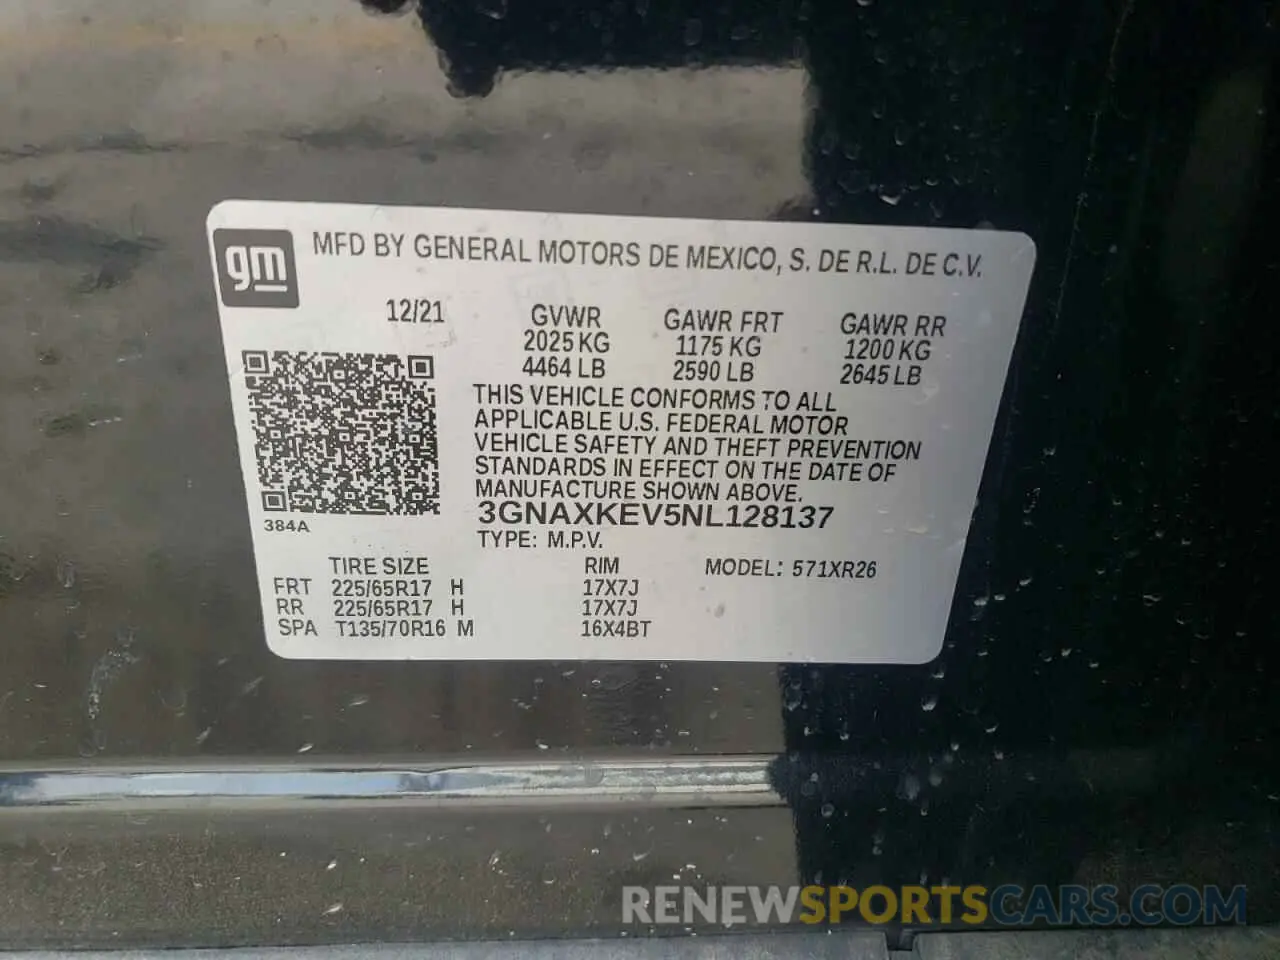 gm MFD BY GENERAL MOTORS DE MEXICO, S. DE R.L. DE C.V.
12/21 GVWR GAWR FRT GAWR RR
2025 KG 1175 KG 1200 KG
4464 LB 2590 LB 2645 LB
THIS VEHICLE CONFORMS TO ALL
APPLICABLE U.S. FEDERAL MOTOR
VEHICLE SAFETY AND THEFT PREVENTION
STANDARDS IN EFFECT ON THE DATE OF
MANUFACTURE SHOWN ABOVE.
384A 3GNAXKEV5NL128137
TYPE: M.P.V.
TIRE SIZE RIM MODEL: 571XR26
FRT 225/65R17 H 17X7J
RR 225/65R17 H 17X7J
SPA T135/70R16 M 16X4BT
RENEWSPORTSCARS.COM